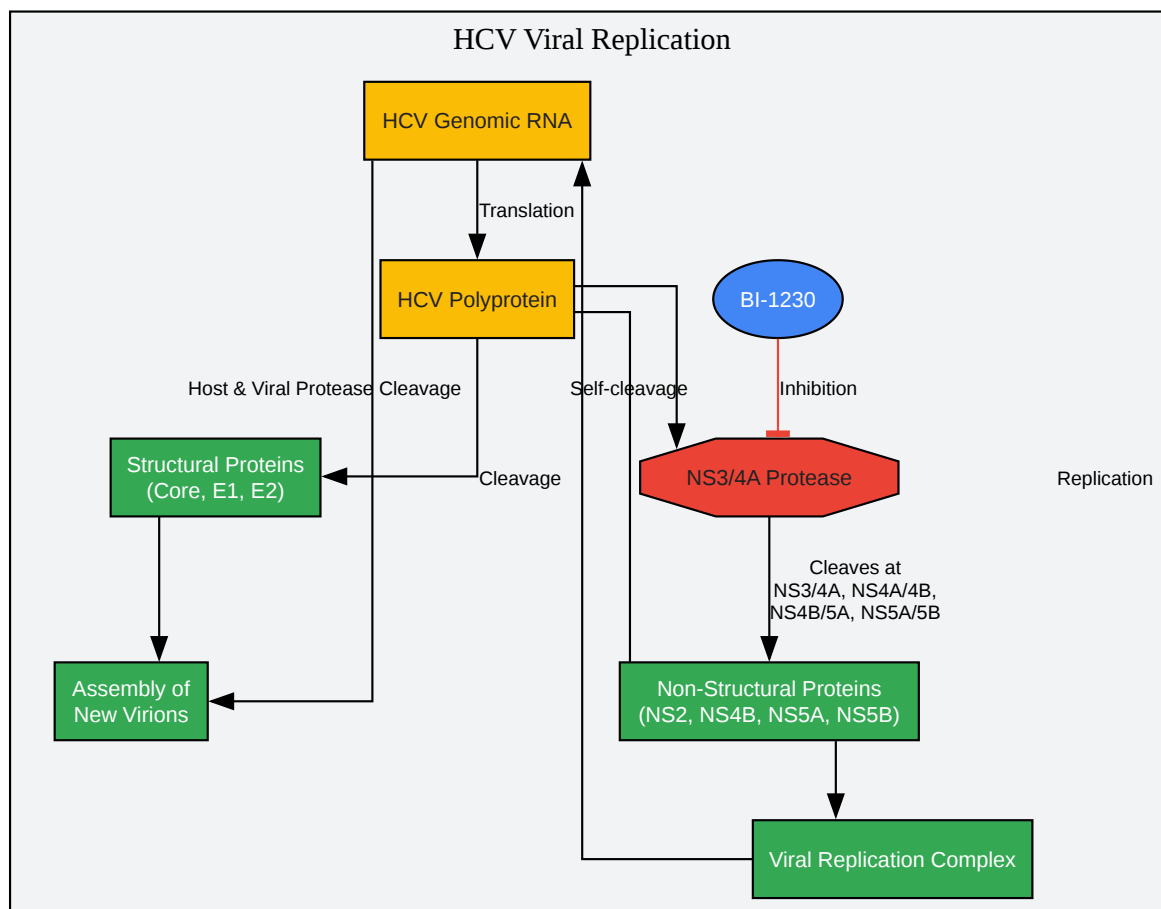 HCV Viral Replication
HCV Genomic RNA
Translation
HCV Polyprotein
BI-1230
Host & Viral Protease Cleavage
Self-cleavage
Inhibition
Structural Proteins
(Core, E1, E2)
Cleavage
NS3/4A Protease
Replication
Cleaves at
NS3/4A, NS4A/4B,
NS4B/5A, NS5A/5B
Assembly of
New Virions
Non-Structural Proteins
(NS2, NS4B, NS5A, NS5B)
Viral Replication Complex